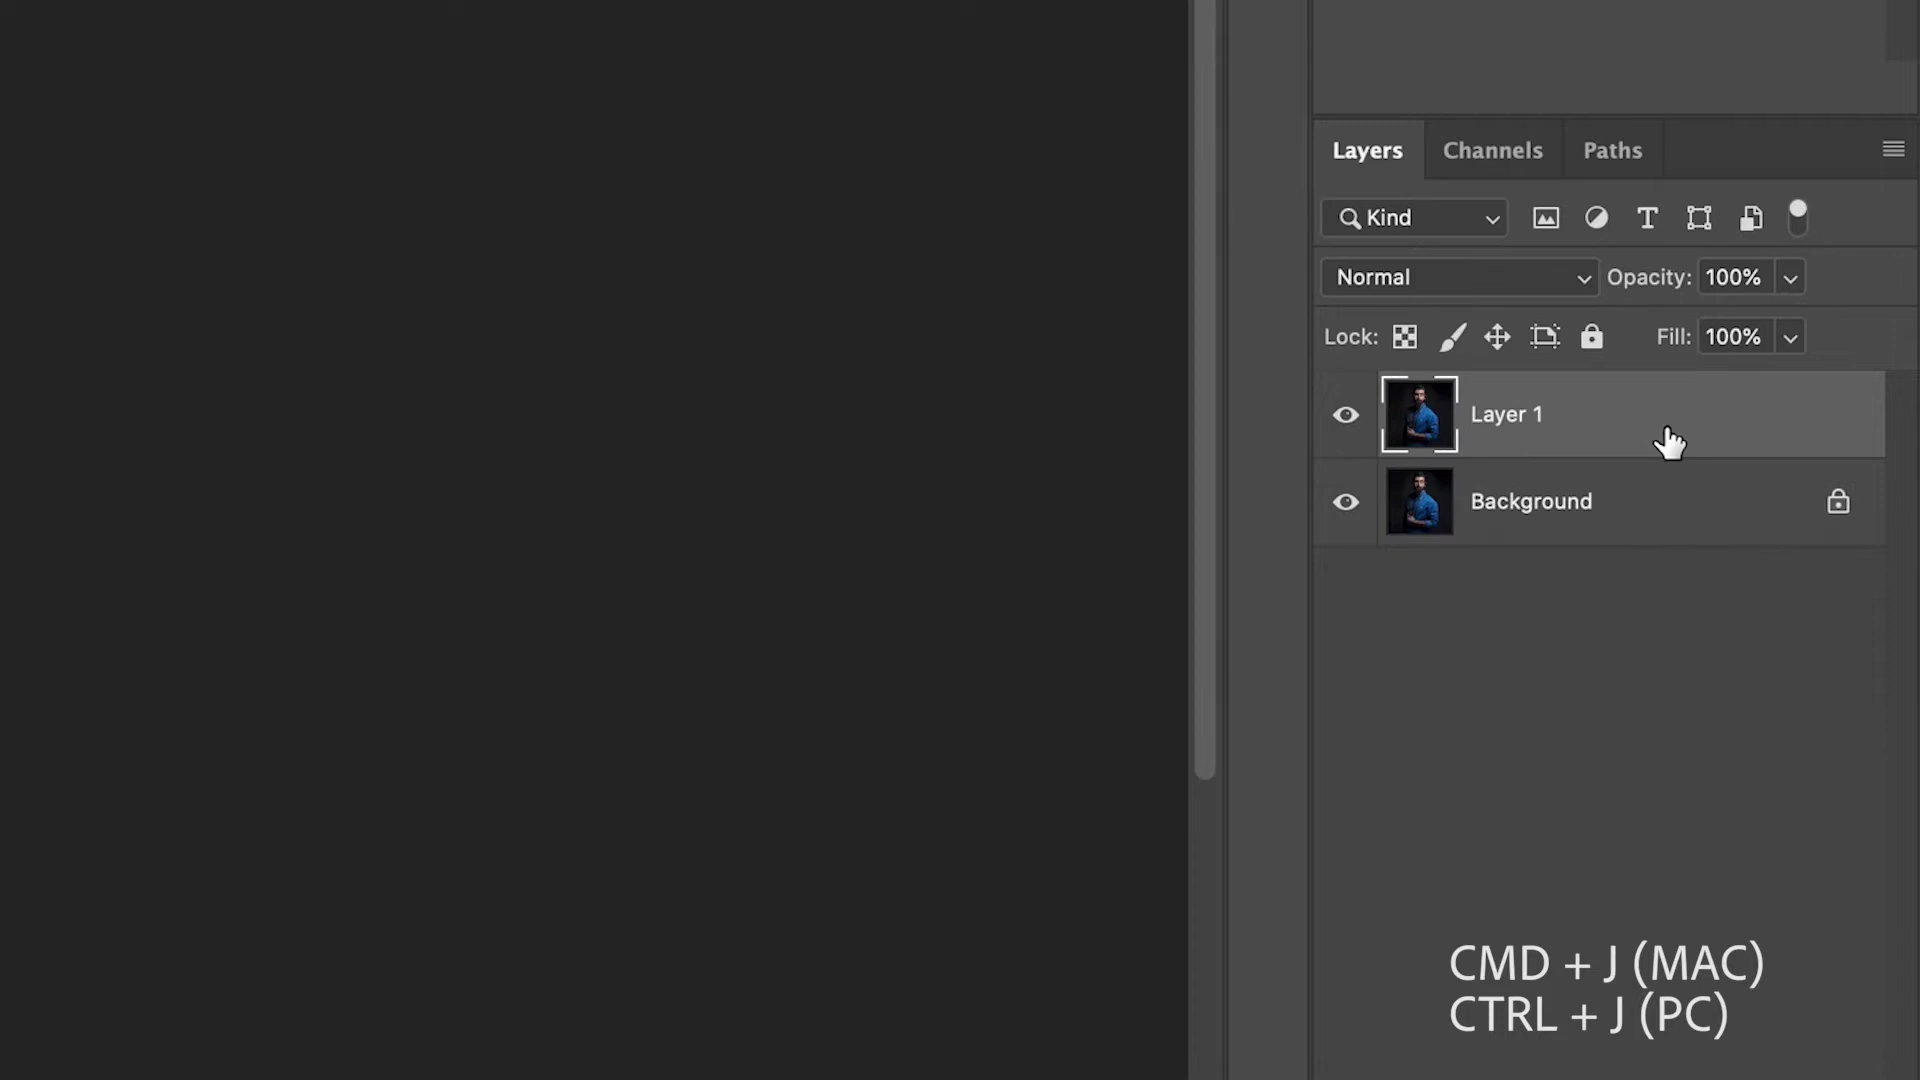 Layers Channels Paths
Kind
Normal Opacity: 100%
Lock: Fill: 100%
Layer 1
Background
CMD + J (MAC)
CTRL + J (PC)